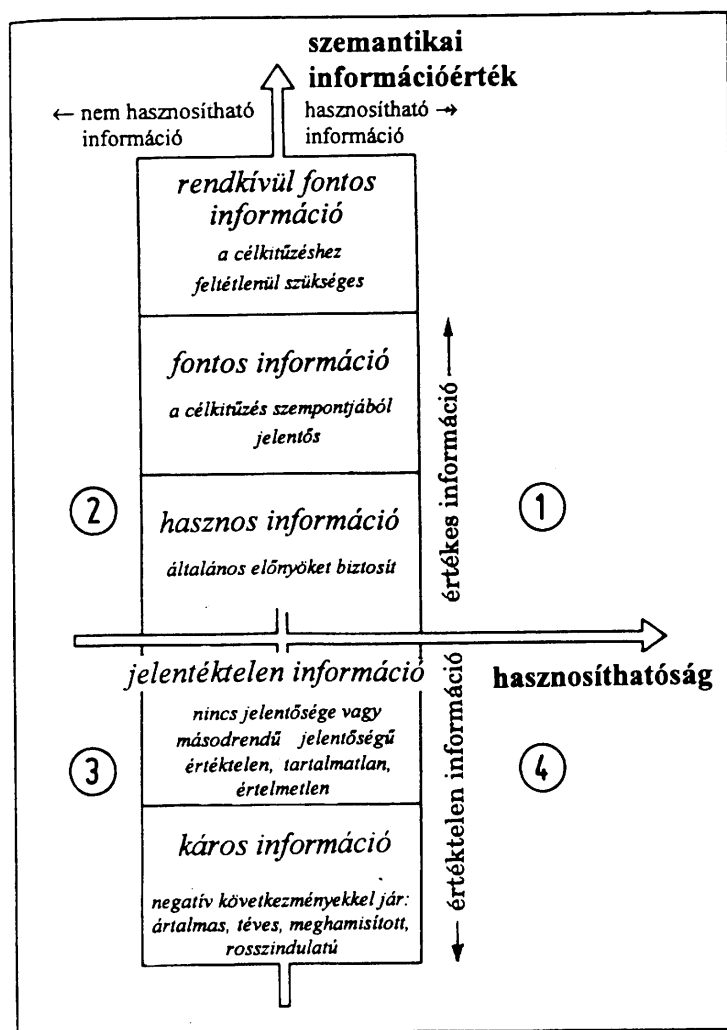 szemantikai
információérték
← nem hasznosítható
információ
hasznosítható →
információ
rendkívül fontos
információ
a célkitűzéshez
feltétlenül szükséges
fontos információ
a célkitűzés szempontjából
jelentős
értékes információ
2
hasznos információ
általános előnyöket biztosít
1
hasznosíthatóság
jelentéktelen információ
nincs jelentősége vagy
másodrendű jelentőségű
értéktelen, tartalmatlan,
értelmetlen
3
4
értéktelen információ
káros információ
negatív következményekkel jár:
ártalmas, téves, meghamisított,
rosszindulatú